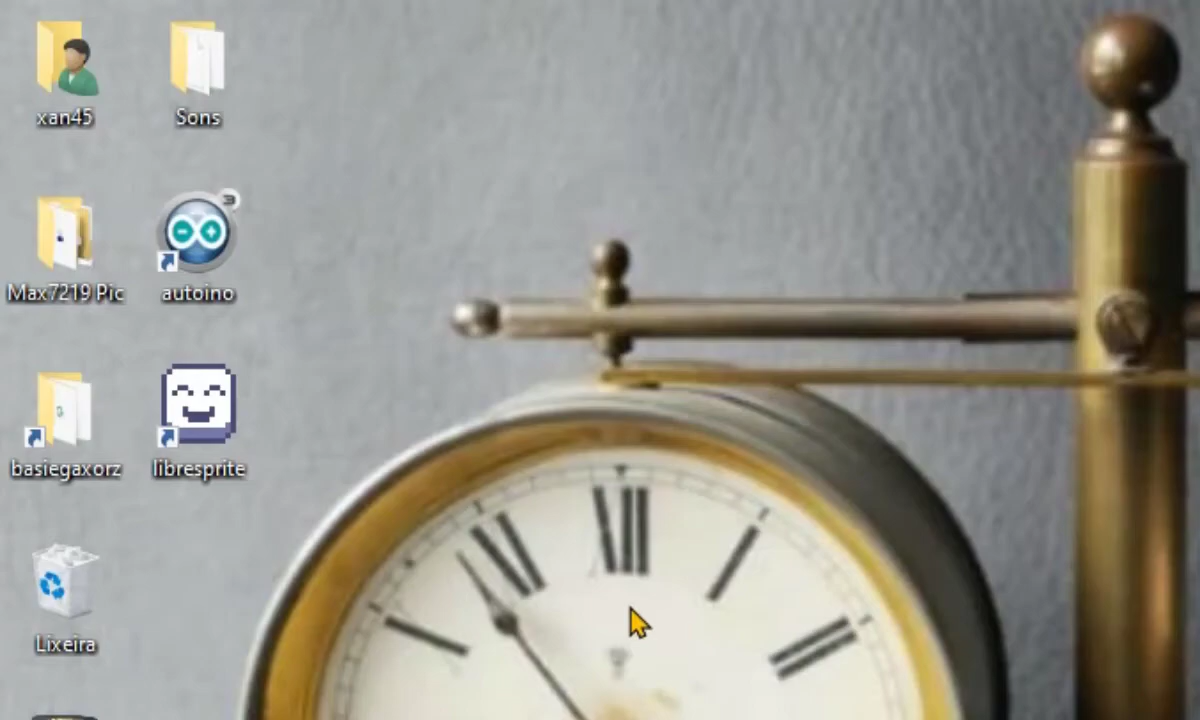 xan45
Sons
Max7219 Pic
autoino
basiegaxorz
libresprite
Lixeira